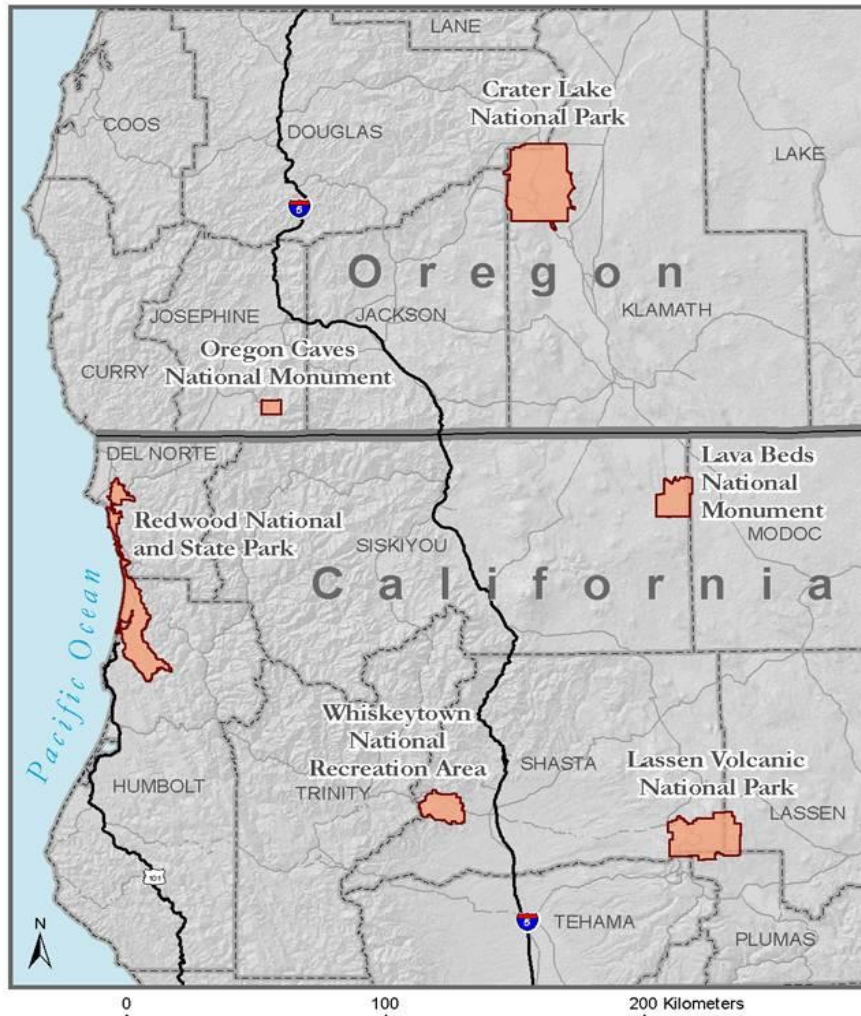 LANE
Crater Lake
National Park
COOS
DOUGLAS
LAKE
5
Oregon
JOSEPHINE
JACKSON
KLAMATH
Oregon Caves
National Monument
CURRY
DEL NORTE
Lava Beds
National
Monument
Redwood National
and State Park
MODOC
SISKIYOU
California
Pacific Ocean
Whiskeytown
National
Recreation Area
SHASTA
Lassen Volcanic
National Park
HUMBOLT
TRINITY
LASSEN
101
N
5
TEHAMA
PLUMAS
0 100 200 Kilometers